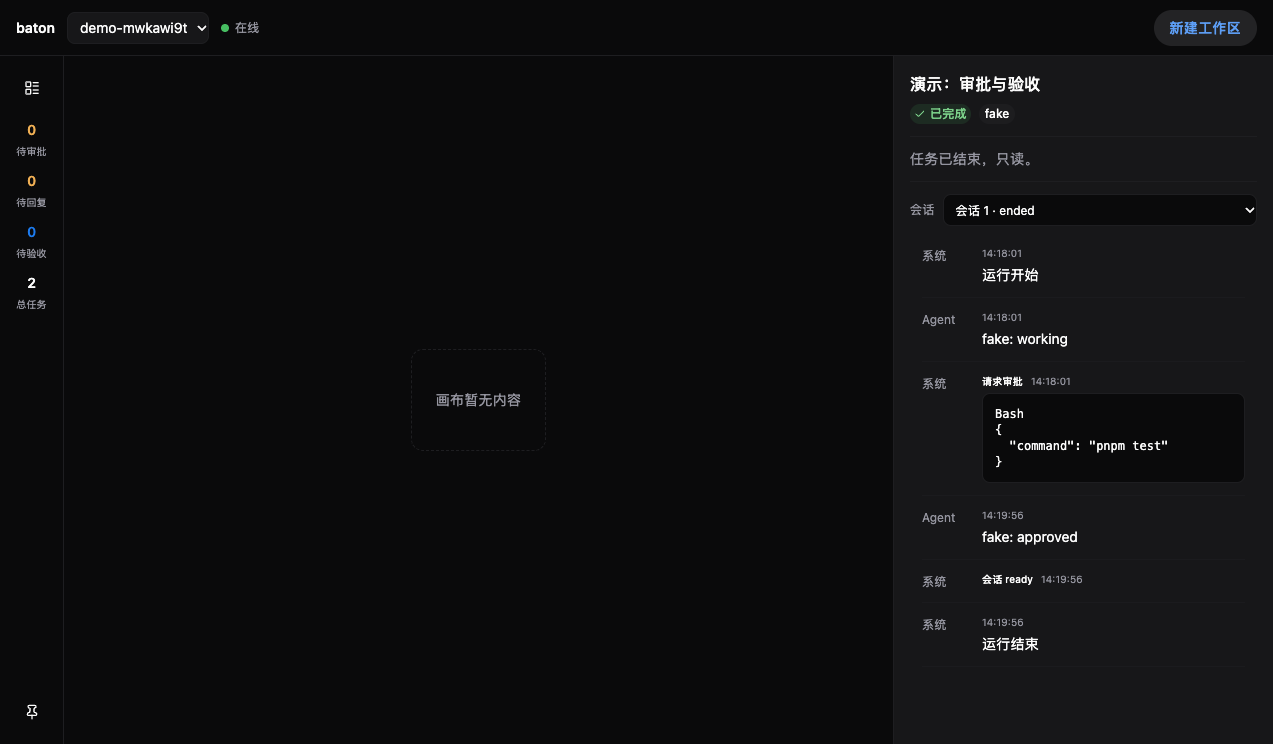 baton
demo-mwkawi9t
在线
新建工作区
0
待审批
0
待回复
0
待验收
2
总任务
画布暂无内容
演示：审批与验收
已完成 fake
任务已结束，只读。
会话 会话 1 · ended
系统 14:18:01
运行开始
Agent 14:18:01
fake: working
系统 请求审批 14:18:01
Bash
{
  "command": "pnpm test"
}
Agent 14:19:56
fake: approved
系统 会话 ready 14:19:56
系统 14:19:56
运行结束